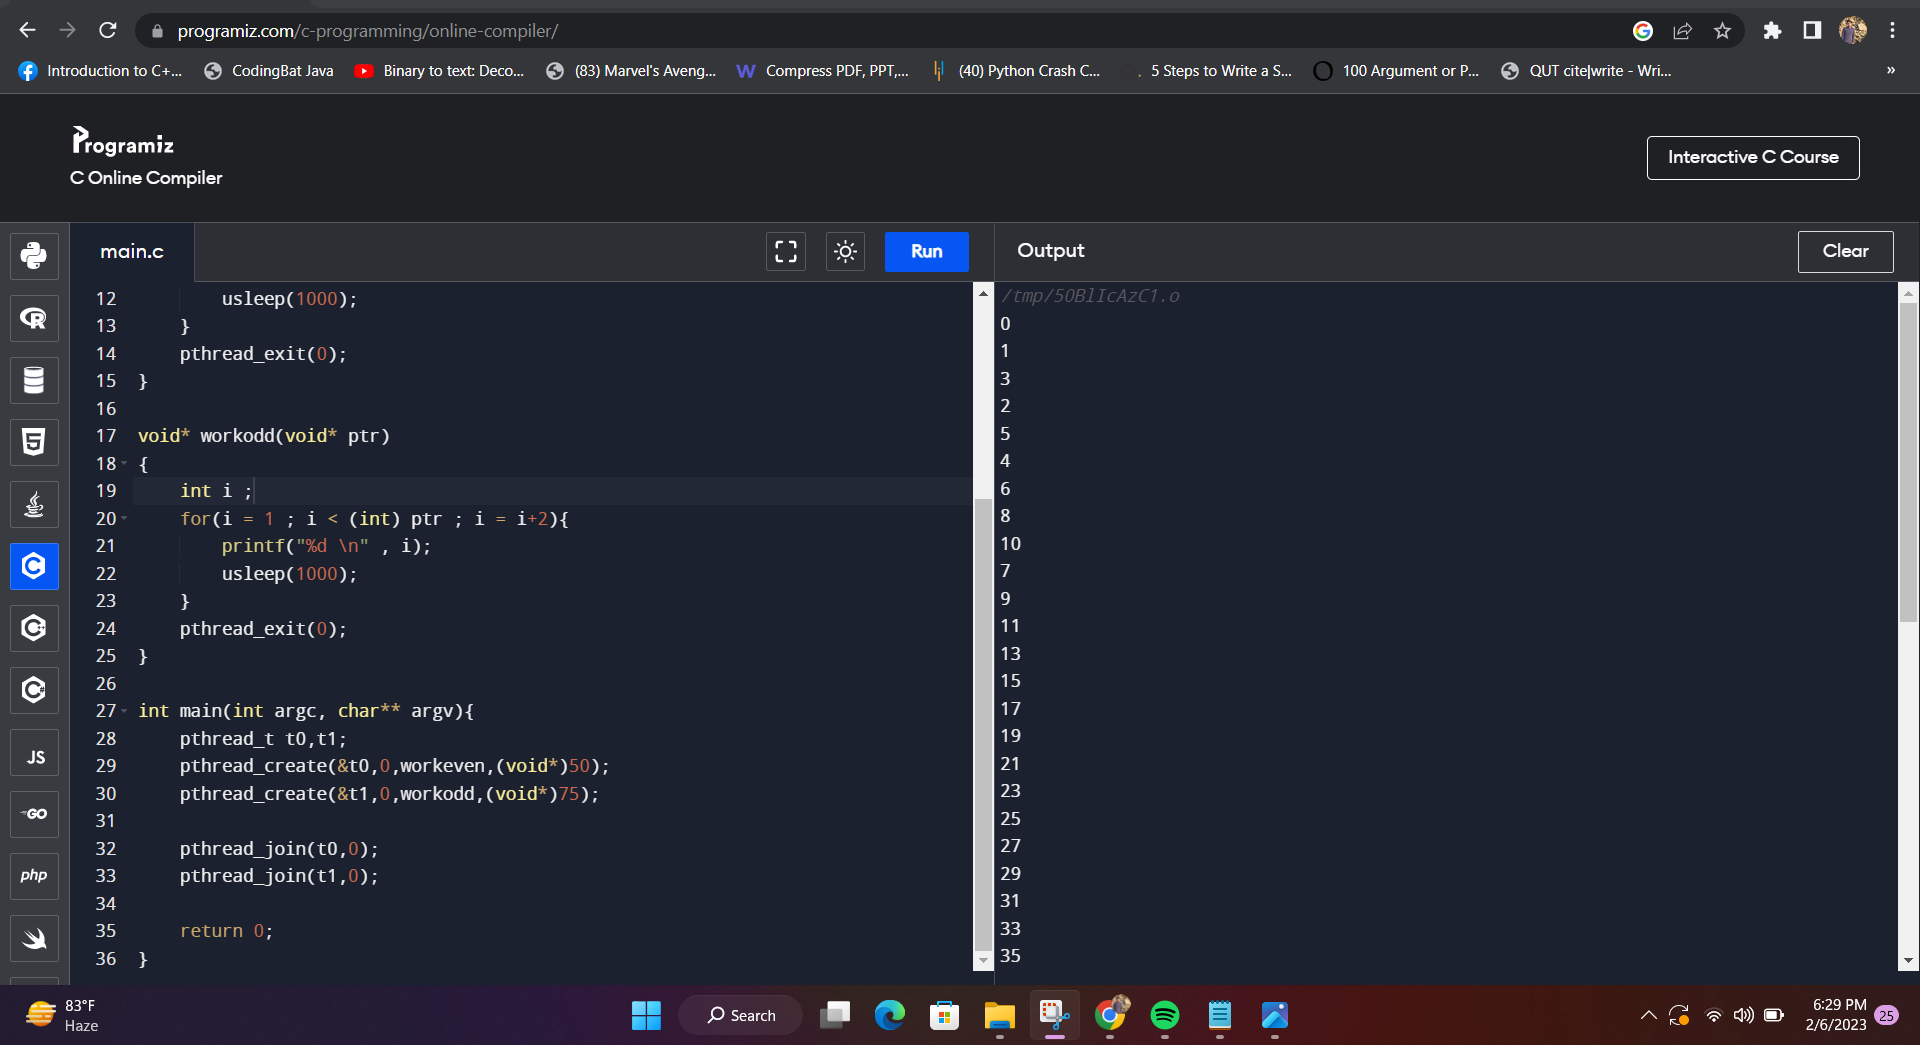 programiz.com/c-programming/online-compiler/
Introduction to C+... CodingBat Java Binary to text: Deco... (83) Marvel's Aveng... Compress PDF, PPT,... (40) Python Crash C... 5 Steps to Write a S... 100 Argument or P... QUT cite|write - Wri... »
Programiz
C Online Compiler
Interactive C Course
main.c
Run
Output
Clear
12 usleep(1000);
13 }
14 pthread_exit(0);
15 }
16
17 void* workodd(void* ptr)
18 {
19 int i ;
20 for(i = 1 ; i < (int) ptr ; i = i+2){
21 printf("%d \n" , i);
22 usleep(1000);
23 }
24 pthread_exit(0);
25 }
26
27 int main(int argc, char** argv){
28 pthread_t t0,t1;
29 pthread_create(&t0,0,workeven,(void*)50);
30 pthread_create(&t1,0,workodd,(void*)75);
31
32 pthread_join(t0,0);
33 pthread_join(t1,0);
34
35 return 0;
36 }
/tmp/5OBlIcAzC1.o
0
1
3
2
5
4
6
8
10
7
9
11
13
15
17
19
21
23
25
27
29
31
33
35
R
5
C
C
C
JS
GO
php
83°F
Haze
Search
6:29 PM
2/6/2023
25